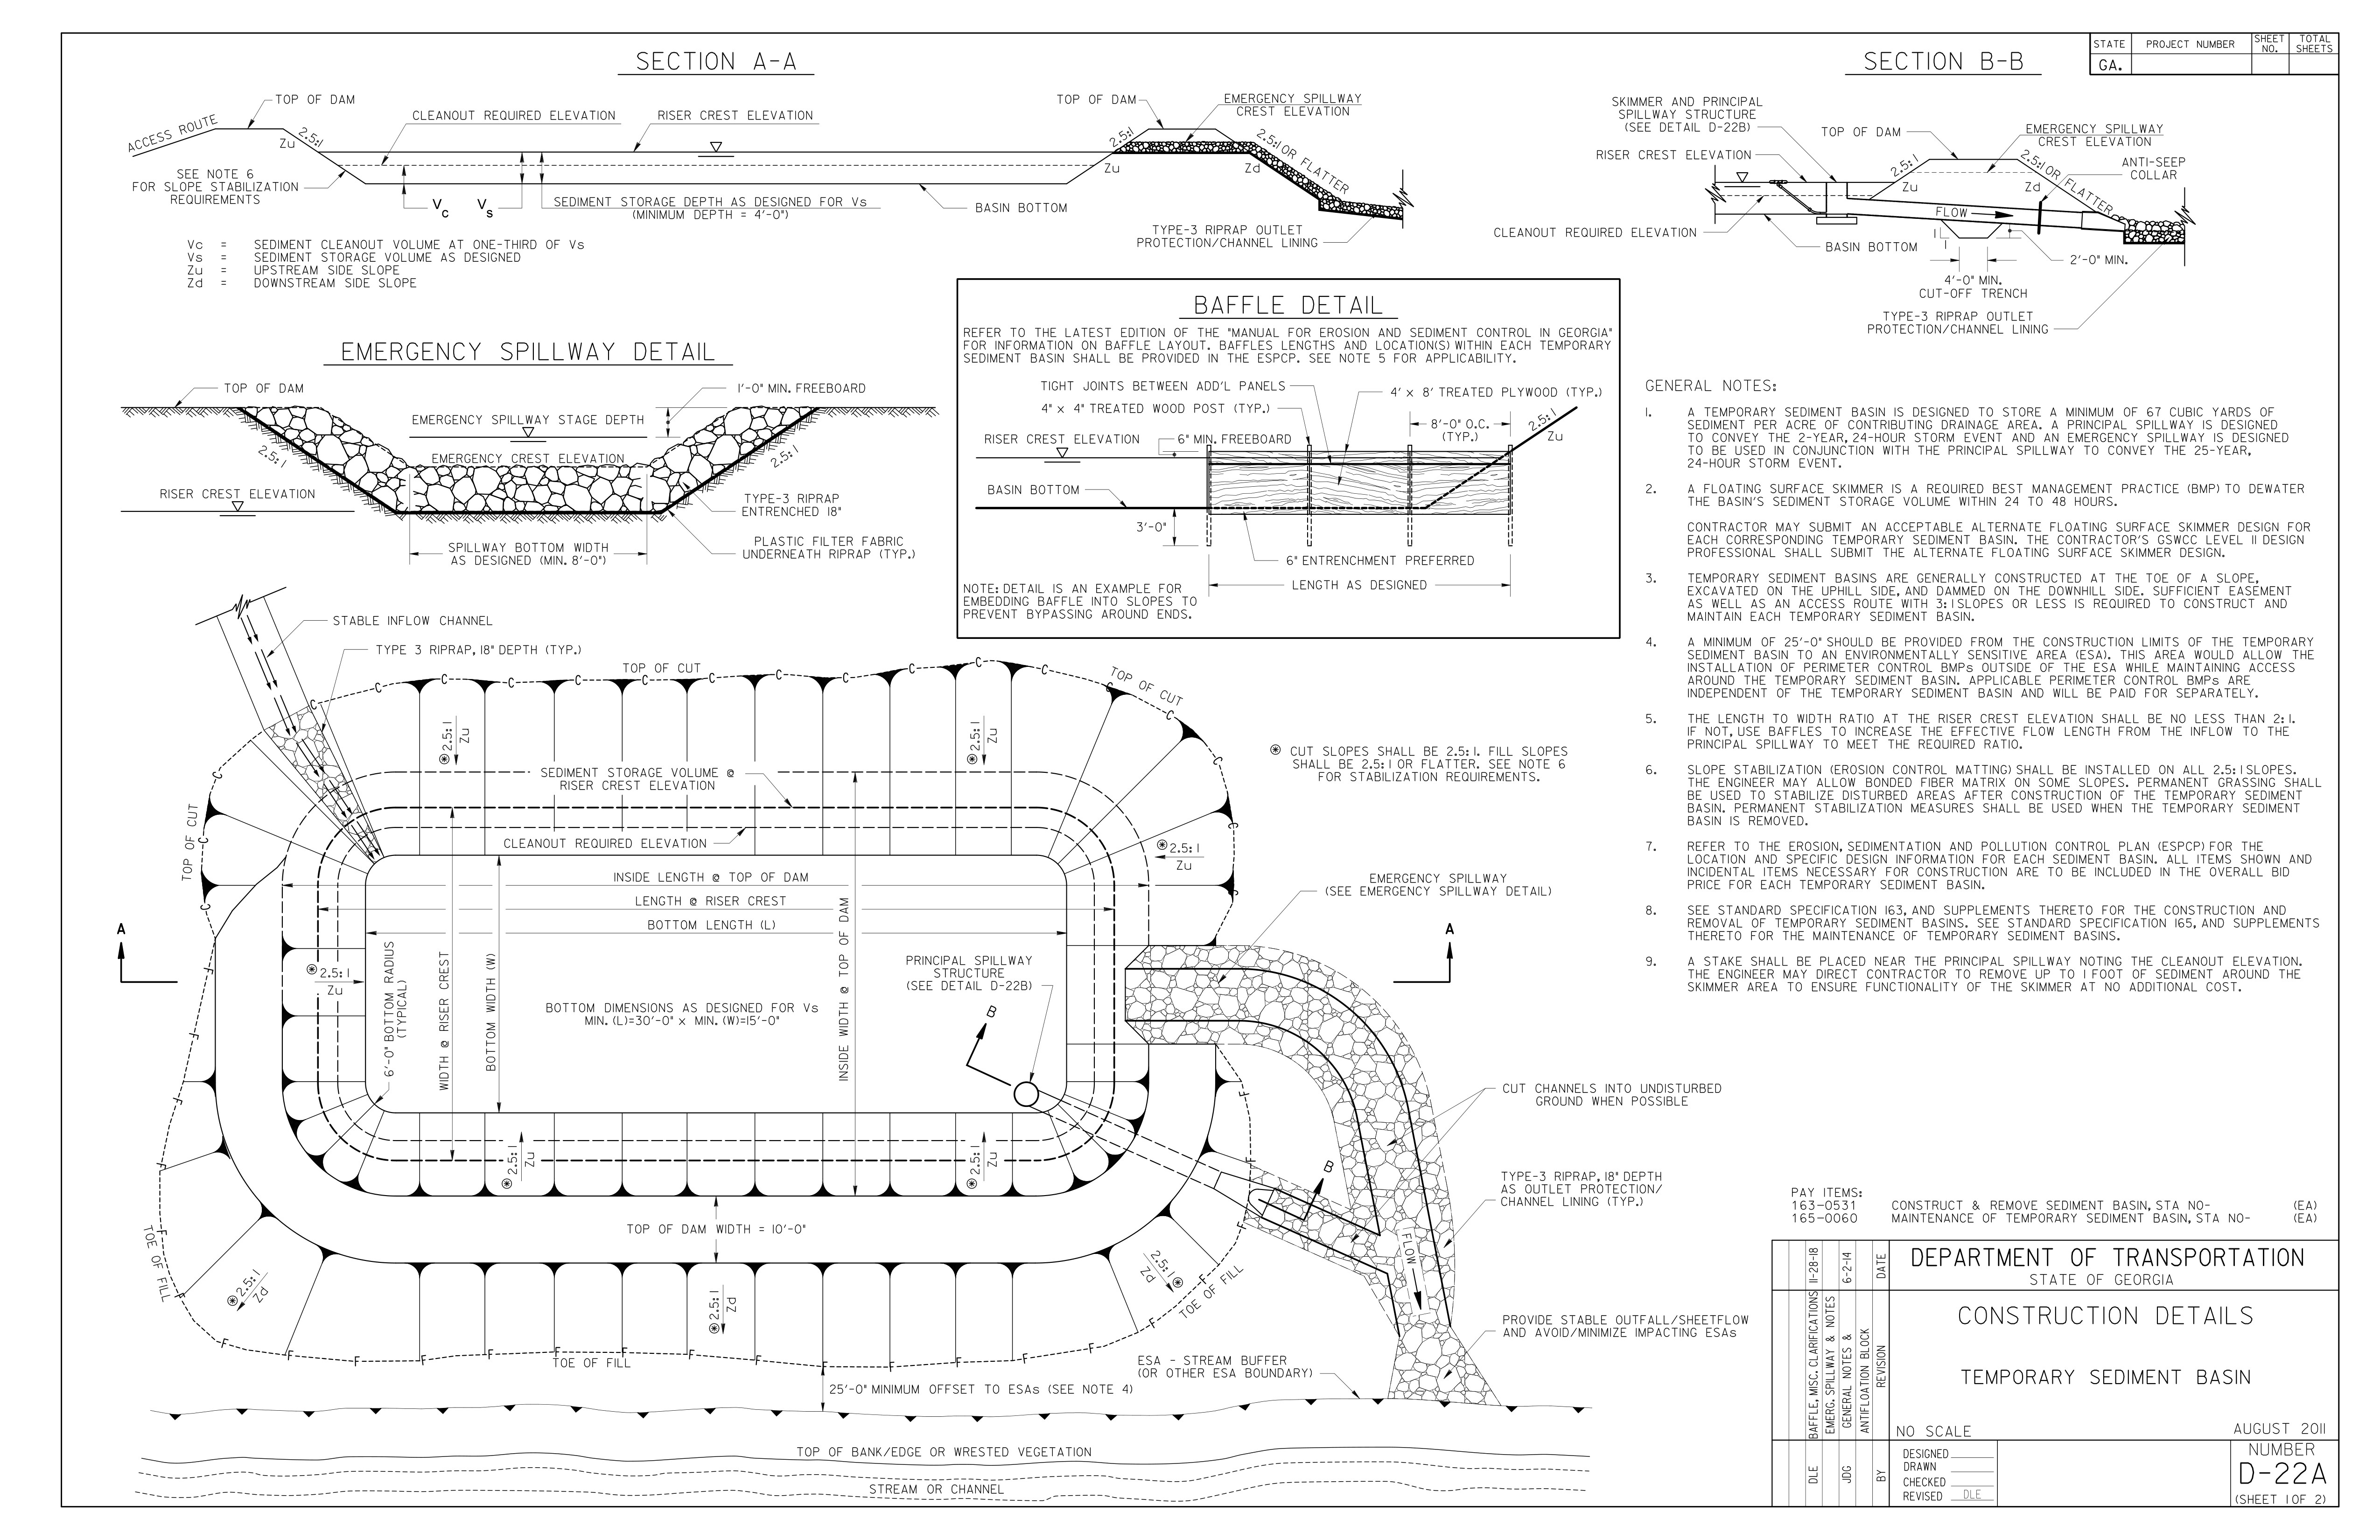 SECTION A-A
TOP OF DAM
CLEANOUT REQUIRED ELEVATION
RISER CREST ELEVATION
TOP OF DAM
EMERGENCY SPILLWAY
CREST ELEVATION
ACCESS ROUTE
2.5:1
Zu
2.5:1
Zu
2.5:1 OR FLATTER
Zd
SEE NOTE 6
FOR SLOPE STABILIZATION
REQUIREMENTS
Vc
Vs
SEDIMENT STORAGE DEPTH AS DESIGNED FOR Vs
(MINIMUM DEPTH = 4'-0")
BASIN BOTTOM
TYPE-3 RIPRAP OUTLET
PROTECTION/CHANNEL LINING
Vc = SEDIMENT CLEANOUT VOLUME AT ONE-THIRD OF Vs
Vs = SEDIMENT STORAGE VOLUME AS DESIGNED
Zu = UPSTREAM SIDE SLOPE
Zd = DOWNSTREAM SIDE SLOPE
SECTION B-B
STATE
PROJECT NUMBER
SHEET
NO.
TOTAL
SHEETS
GA.
SKIMMER AND PRINCIPAL
SPILLWAY STRUCTURE
(SEE DETAIL D-22B)
TOP OF DAM
EMERGENCY SPILLWAY
CREST ELEVATION
RISER CREST ELEVATION
2.5:1
Zu
2.5:1 OR FLATTER
Zd
ANTI-SEEP
COLLAR
FLOW
CLEANOUT REQUIRED ELEVATION
BASIN BOTTOM
1
1
2'-0" MIN.
4'-0" MIN.
CUT-OFF TRENCH
TYPE-3 RIPRAP OUTLET
PROTECTION/CHANNEL LINING
EMERGENCY SPILLWAY DETAIL
TOP OF DAM
1'-0" MIN. FREEBOARD
EMERGENCY SPILLWAY STAGE DEPTH
EMERGENCY CREST ELEVATION
2.5:1
2.5:1
RISER CREST ELEVATION
TYPE-3 RIPRAP
ENTRENCHED 18"
PLASTIC FILTER FABRIC
UNDERNEATH RIPRAP (TYP.)
SPILLWAY BOTTOM WIDTH
AS DESIGNED (MIN. 8'-0")
BAFFLE DETAIL
REFER TO THE LATEST EDITION OF THE "MANUAL FOR EROSION AND SEDIMENT CONTROL IN GEORGIA"
FOR INFORMATION ON BAFFLE LAYOUT. BAFFLES LENGTHS AND LOCATION(S) WITHIN EACH TEMPORARY
SEDIMENT BASIN SHALL BE PROVIDED IN THE ESPCP. SEE NOTE 5 FOR APPLICABILITY.
TIGHT JOINTS BETWEEN ADD'L PANELS
4' x 8' TREATED PLYWOOD (TYP.)
4" x 4" TREATED WOOD POST (TYP.)
8'-0" O.C.
(TYP.)
2.5:1
Zu
RISER CREST ELEVATION
6" MIN. FREEBOARD
BASIN BOTTOM
3'-0"
6" ENTRENCHMENT PREFERRED
LENGTH AS DESIGNED
NOTE: DETAIL IS AN EXAMPLE FOR
EMBEDDING BAFFLE INTO SLOPES TO
PREVENT BYPASSING AROUND ENDS.
GENERAL NOTES:
1. A TEMPORARY SEDIMENT BASIN IS DESIGNED TO STORE A MINIMUM OF 67 CUBIC YARDS OF
SEDIMENT PER ACRE OF CONTRIBUTING DRAINAGE AREA. A PRINCIPAL SPILLWAY IS DESIGNED
TO CONVEY THE 2-YEAR, 24-HOUR STORM EVENT AND AN EMERGENCY SPILLWAY IS DESIGNED
TO BE USED IN CONJUNCTION WITH THE PRINCIPAL SPILLWAY TO CONVEY THE 25-YEAR,
24-HOUR STORM EVENT.
2. A FLOATING SURFACE SKIMMER IS A REQUIRED BEST MANAGEMENT PRACTICE (BMP) TO DEWATER
THE BASIN'S SEDIMENT STORAGE VOLUME WITHIN 24 TO 48 HOURS.
CONTRACTOR MAY SUBMIT AN ACCEPTABLE ALTERNATE FLOATING SURFACE SKIMMER DESIGN FOR
EACH CORRESPONDING TEMPORARY SEDIMENT BASIN. THE CONTRACTOR'S GSWCC LEVEL II DESIGN
PROFESSIONAL SHALL SUBMIT THE ALTERNATE FLOATING SURFACE SKIMMER DESIGN.
3. TEMPORARY SEDIMENT BASINS ARE GENERALLY CONSTRUCTED AT THE TOE OF A SLOPE,
EXCAVATED ON THE UPHILL SIDE, AND DAMMED ON THE DOWNHILL SIDE. SUFFICIENT EASEMENT
AS WELL AS AN ACCESS ROUTE WITH 3:1 SLOPES OR LESS IS REQUIRED TO CONSTRUCT AND
MAINTAIN EACH TEMPORARY SEDIMENT BASIN.
4. A MINIMUM OF 25'-0" SHOULD BE PROVIDED FROM THE CONSTRUCTION LIMITS OF THE TEMPORARY
SEDIMENT BASIN TO AN ENVIRONMENTALLY SENSITIVE AREA (ESA). THIS AREA WOULD ALLOW THE
INSTALLATION OF PERIMETER CONTROL BMPs OUTSIDE OF THE ESA WHILE MAINTAINING ACCESS
AROUND THE TEMPORARY SEDIMENT BASIN. APPLICABLE PERIMETER CONTROL BMPs ARE
INDEPENDENT OF THE TEMPORARY SEDIMENT BASIN AND WILL BE PAID FOR SEPARATELY.
5. THE LENGTH TO WIDTH RATIO AT THE RISER CREST ELEVATION SHALL BE NO LESS THAN 2:1.
IF NOT, USE BAFFLES TO INCREASE THE EFFECTIVE FLOW LENGTH FROM THE INFLOW TO THE
PRINCIPAL SPILLWAY TO MEET THE REQUIRED RATIO.
6. SLOPE STABILIZATION (EROSION CONTROL MATTING) SHALL BE INSTALLED ON ALL 2.5:1 SLOPES.
THE ENGINEER MAY ALLOW BONDED FIBER MATRIX ON SOME SLOPES. PERMANENT GRASSING SHALL
BE USED TO STABILIZE DISTURBED AREAS AFTER CONSTRUCTION OF THE TEMPORARY SEDIMENT
BASIN. PERMANENT STABILIZATION MEASURES SHALL BE USED WHEN THE TEMPORARY SEDIMENT
BASIN IS REMOVED.
7. REFER TO THE EROSION, SEDIMENTATION AND POLLUTION CONTROL PLAN (ESPCP) FOR THE
LOCATION AND SPECIFIC DESIGN INFORMATION FOR EACH SEDIMENT BASIN. ALL ITEMS SHOWN AND
INCIDENTAL ITEMS NECESSARY FOR CONSTRUCTION ARE TO BE INCLUDED IN THE OVERALL BID
PRICE FOR EACH TEMPORARY SEDIMENT BASIN.
8. SEE STANDARD SPECIFICATION 163, AND SUPPLEMENTS THERETO FOR THE CONSTRUCTION AND
REMOVAL OF TEMPORARY SEDIMENT BASINS. SEE STANDARD SPECIFICATION 165, AND SUPPLEMENTS
THERETO FOR THE MAINTENANCE OF TEMPORARY SEDIMENT BASINS.
9. A STAKE SHALL BE PLACED NEAR THE PRINCIPAL SPILLWAY NOTING THE CLEANOUT ELEVATION.
THE ENGINEER MAY DIRECT CONTRACTOR TO REMOVE UP TO 1 FOOT OF SEDIMENT AROUND THE
SKIMMER AREA TO ENSURE FUNCTIONALITY OF THE SKIMMER AT NO ADDITIONAL COST.
STABLE INFLOW CHANNEL
TYPE 3 RIPRAP, 18" DEPTH (TYP.)
TOP OF CUT
TOP OF CUT
TOP OF CUT
2.5:1
Zu
2.5:1
Zu
CUT SLOPES SHALL BE 2.5:1. FILL SLOPES
SHALL BE 2.5:1 OR FLATTER. SEE NOTE 6
FOR STABILIZATION REQUIREMENTS.
SEDIMENT STORAGE VOLUME @
RISER CREST ELEVATION
CLEANOUT REQUIRED ELEVATION
2.5:1
Zu
INSIDE LENGTH @ TOP OF DAM
LENGTH @ RISER CREST
BOTTOM LENGTH (L)
EMERGENCY SPILLWAY
(SEE EMERGENCY SPILLWAY DETAIL)
A
A
2.5:1
Zu
6'-0" BOTTOM RADIUS
(TYPICAL)
WIDTH @ RISER CREST
BOTTOM WIDTH (W)
INSIDE WIDTH @ TOP OF DAM
PRINCIPAL SPILLWAY
STRUCTURE
(SEE DETAIL D-22B)
BOTTOM DIMENSIONS AS DESIGNED FOR Vs
MIN. (L)=30'-0" x MIN. (W)=15'-0"
B
B
CUT CHANNELS INTO UNDISTURBED
GROUND WHEN POSSIBLE
2.5:1
Zu
2.5:1
Zu
TYPE-3 RIPRAP, 18" DEPTH
AS OUTLET PROTECTION/
CHANNEL LINING (TYP.)
TOP OF DAM WIDTH = 10'-0"
FLOW
2.5:1
Zd
2.5:1
Zd
2.5:1
Zd
TOE OF FILL
TOE OF FILL
TOE OF FILL
PROVIDE STABLE OUTFALL/SHEETFLOW
AND AVOID/MINIMIZE IMPACTING ESAs
ESA - STREAM BUFFER
(OR OTHER ESA BOUNDARY)
25'-0" MINIMUM OFFSET TO ESAs (SEE NOTE 4)
TOP OF BANK/EDGE OR WRESTED VEGETATION
STREAM OR CHANNEL
PAY ITEMS:
163-0531 CONSTRUCT & REMOVE SEDIMENT BASIN, STA NO- (EA)
165-0060 MAINTENANCE OF TEMPORARY SEDIMENT BASIN, STA NO- (EA)
11-28-18
6-2-14
DATE
BAFFLE, MISC. CLARIFICATIONS
EMERG. SPILLWAY & NOTES
GENERAL NOTES &
ANTIFLOATION BLOCK
REVISION
DLE
JDG
BY
DEPARTMENT OF TRANSPORTATION
STATE OF GEORGIA
CONSTRUCTION DETAILS
TEMPORARY SEDIMENT BASIN
NO SCALE
AUGUST 2011
DESIGNED
DRAWN
CHECKED
REVISED DLE
NUMBER
D-22A
(SHEET 1 OF 2)